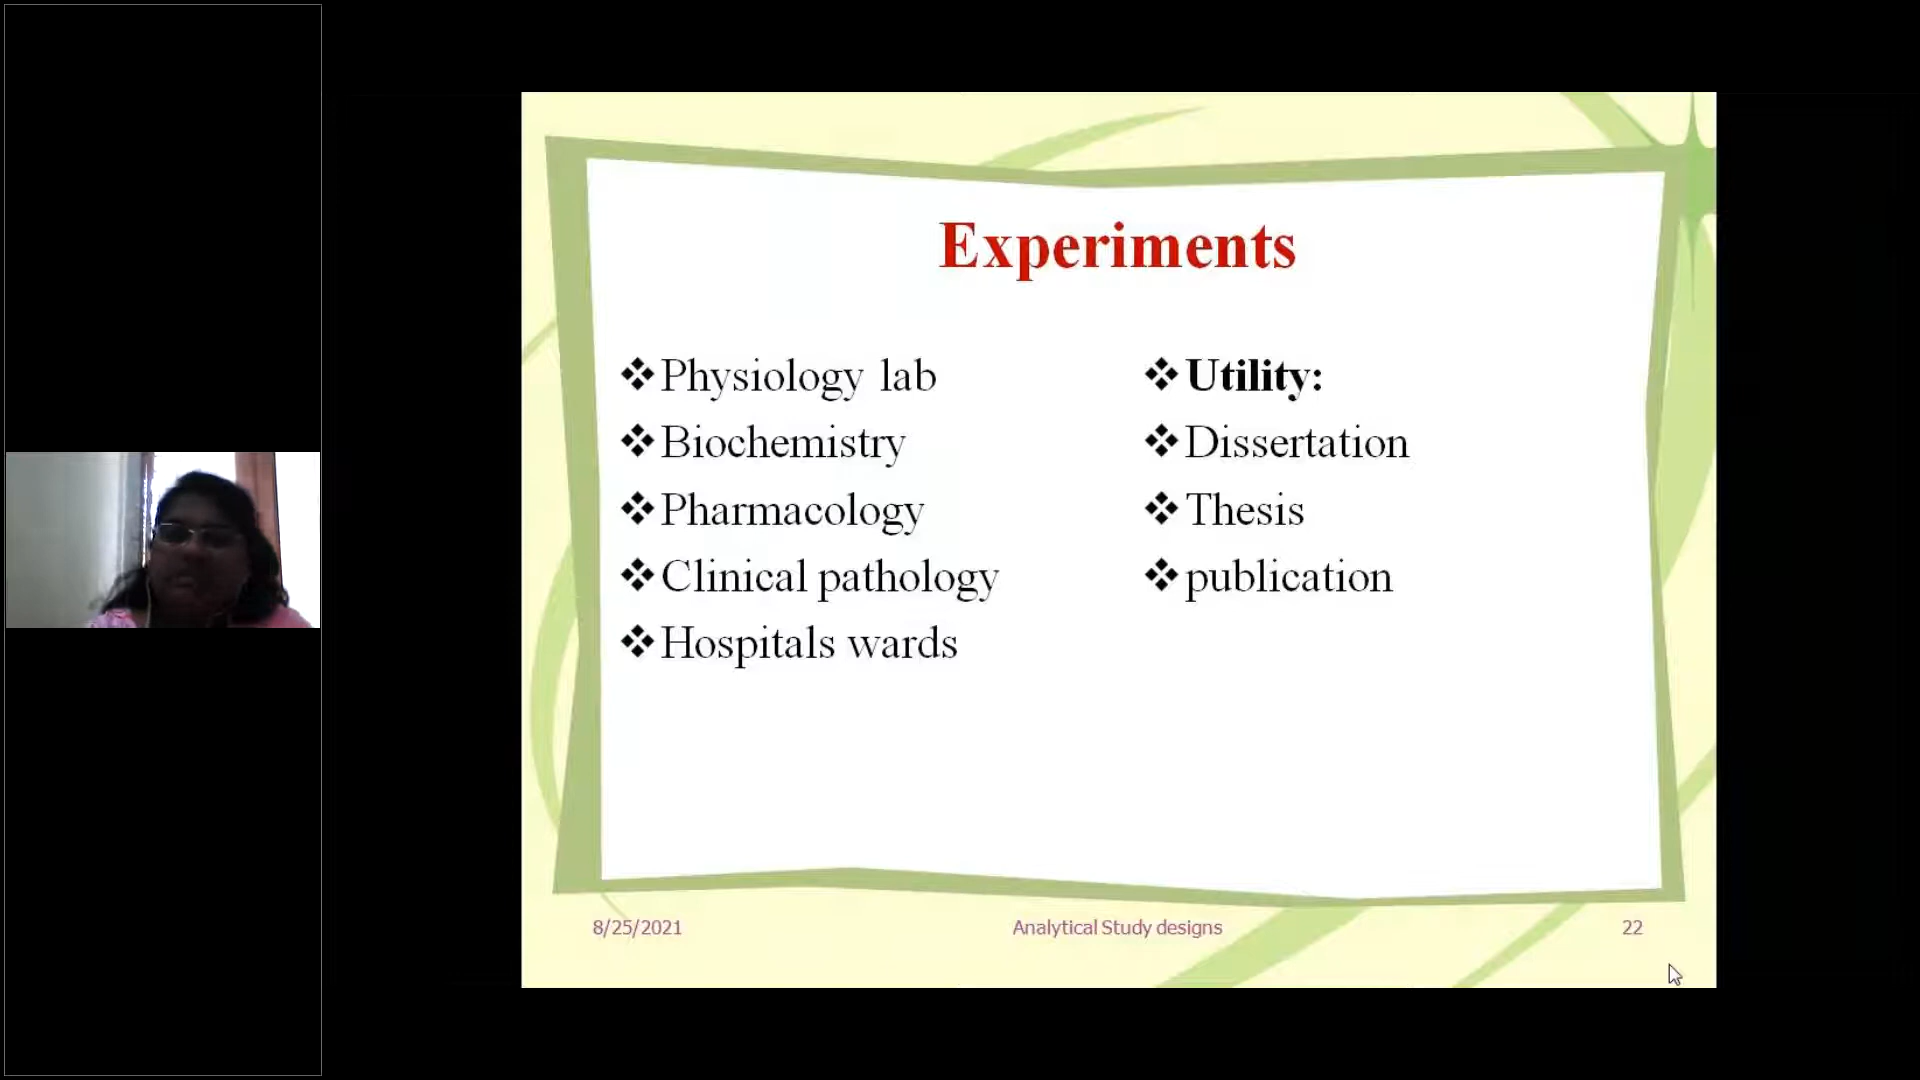 Experiments
❖Physiology lab
❖Biochemistry
❖Pharmacology
❖Clinical pathology
❖Hospitals wards
❖Utility:
❖Dissertation
❖Thesis
❖publication
8/25/2021
Analytical Study designs
22